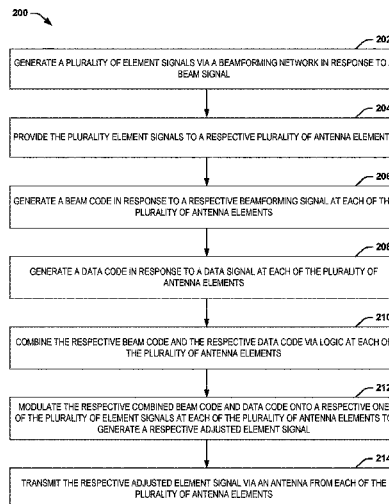 200
202
GENERATE A PLURALITY OF ELEMENT SIGNALS VIA A BEAMFORMING NETWORK IN RESPONSE TO A
BEAM SIGNAL
204
PROVIDE THE PLURALITY ELEMENT SIGNALS TO A RESPECTIVE PLURALITY OF ANTENNA ELEMENT
206
GENERATE A BEAM CODE IN RESPONSE TO A RESPECTIVE BEAMFORMING SIGNAL AT EACH OF THE
PLURALITY OF ANTENNA ELEMENTS
208
GENERATE A DATA CODE IN RESPONSE TO A DATA SIGNAL AT EACH OF THE PLURALITY OF
ANTENNA ELEMENTS
210
COMBINE THE RESPECTIVE BEAM CODE AND THE RESPECTIVE DATA CODE VIA LOGIC AT EACH OF
THE PLURALITY OF ANTENNA ELEMENTS
212
MODULATE THE RESPECTIVE COMBINED BEAM CODE AND DATA CODE ONTO A RESPECTIVE ONE
OF THE PLURALITY OF ELEMENT SIGNALS AT EACH OF THE PLURALITY OF ANTENNA ELEMENTS TO
GENERATE A RESPECTIVE ADJUSTED ELEMENT SIGNAL
214
TRANSMIT THE RESPECTIVE ADJUSTED ELEMENT SIGNAL VIA AN ANTENNA FROM EACH OF THE
PLURALITY OF ANTENNA ELEMENTS